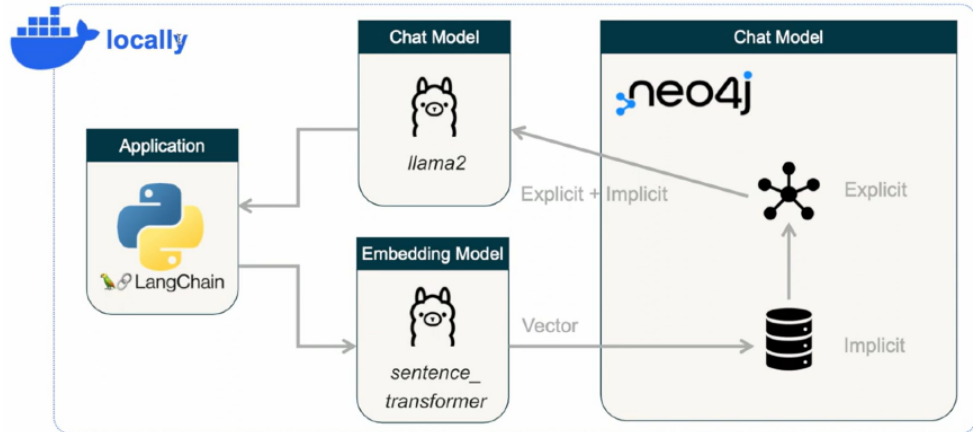 locally
Chat Model
Chat Model
neo4j
Application
llama2
Explicit + Implicit
Explicit
LangChain
Embedding Model
Vector
Implicit
sentence_
transformer